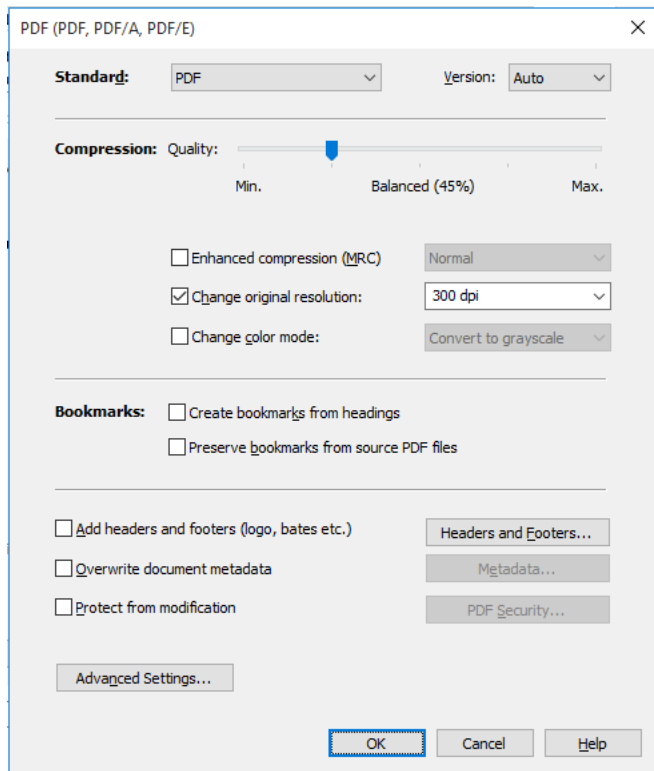 PDF (PDF, PDF/A, PDF/E)
Standard: PDF Version: Auto
Compression: Quality:
Min. Balanced (45%) Max.
Enhanced compression (MRC) Normal
Change original resolution: 300 dpi
Change color mode: Convert to grayscale
Bookmarks: Create bookmarks from headings
Preserve bookmarks from source PDF files
Add headers and footers (logo, bates etc.) Headers and Footers...
Overwrite document metadata Metadata...
Protect from modification PDF Security...
Advanced Settings...
OK Cancel Help